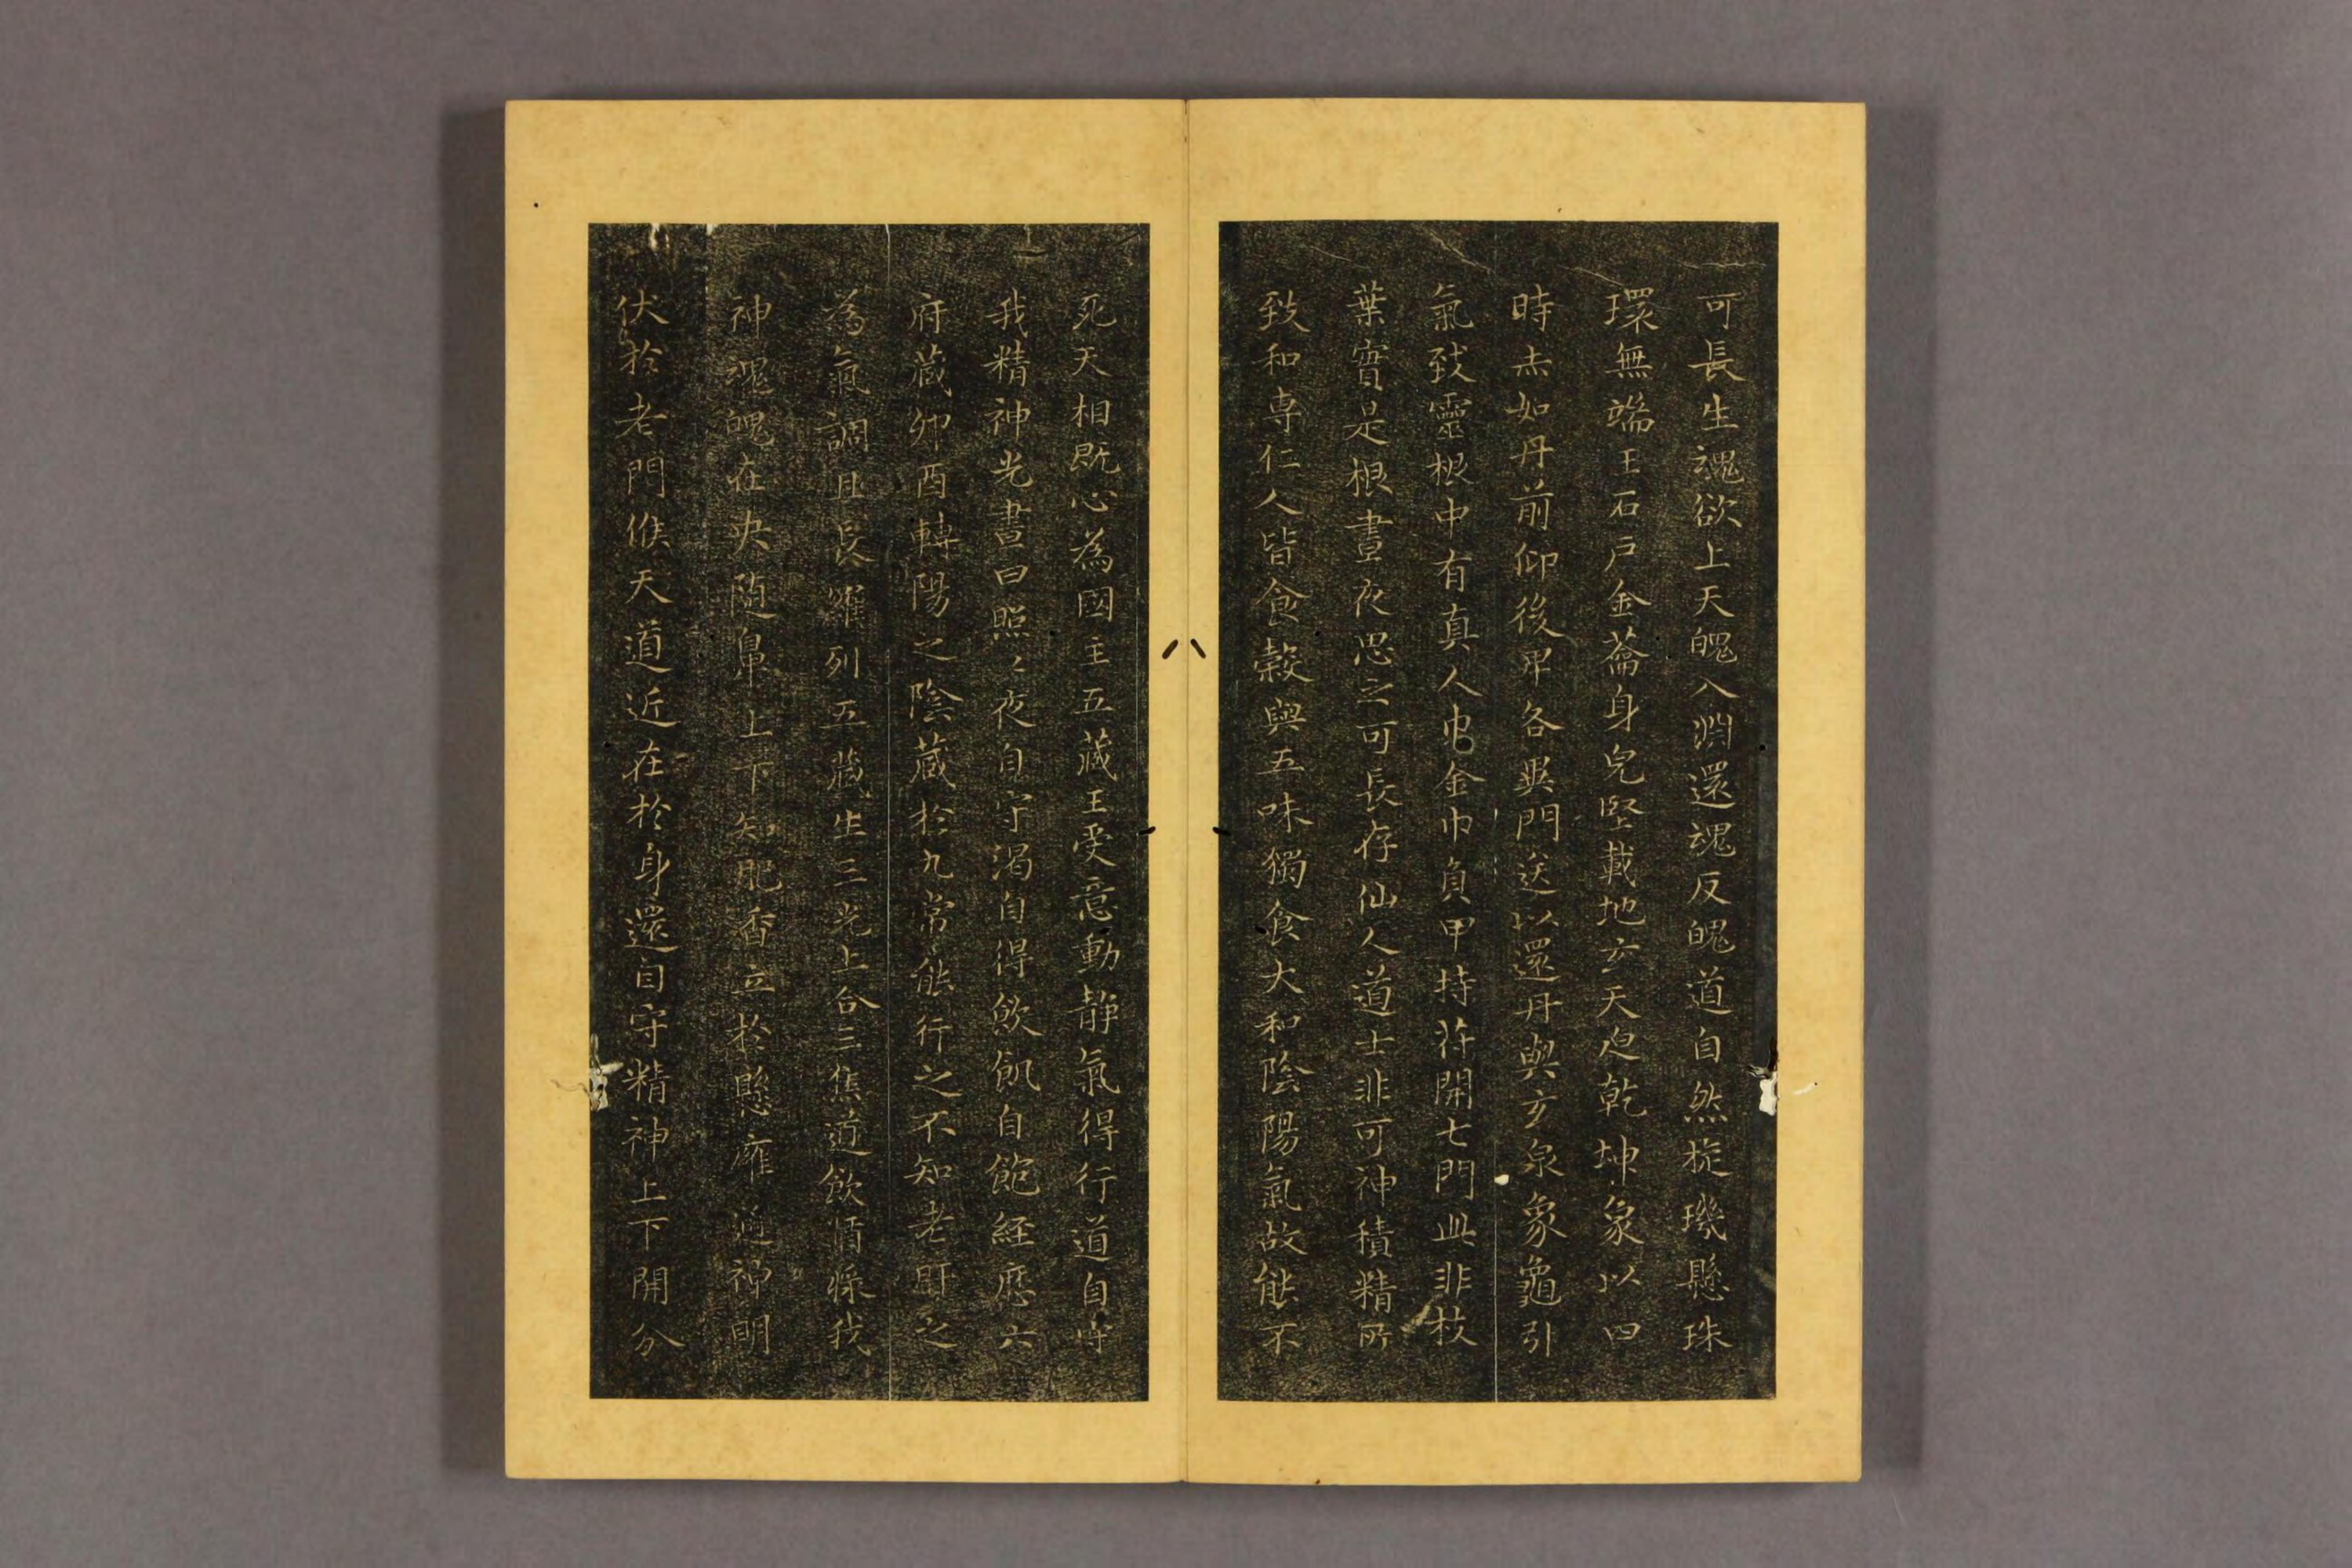 可長生魂欲上天魄入淵還魂反魄道自然㨕璣懸珠
環無端玉石戶金蘥身皃堅載地玄天迫乾坤象以四
時赤如丹前仰後卑各異門送以還丹與玄泉象龜引
氣致靈根中有真人巾金巾負甲持苻開七門此非枝
葉實是根晝夜思之可長存仙人道士非可神積精所
致和專仁人皆食穀與五味獨食大和陰陽氣故能不
死天相既心為國主五藏王受意動静氣得行道自守
我精神光晝日照〻夜自守渴自得飲飢自飽経歷六
府藏卯酉轉陽之陰藏於九常能行之不知老肝之
為氣調且長羅列五藏生三光上合三焦道飲漿我
神魂魄在央隨鼻上下知肥香立於懸廱通神明
伏於老門候天道近在於身還自守精神上下開分